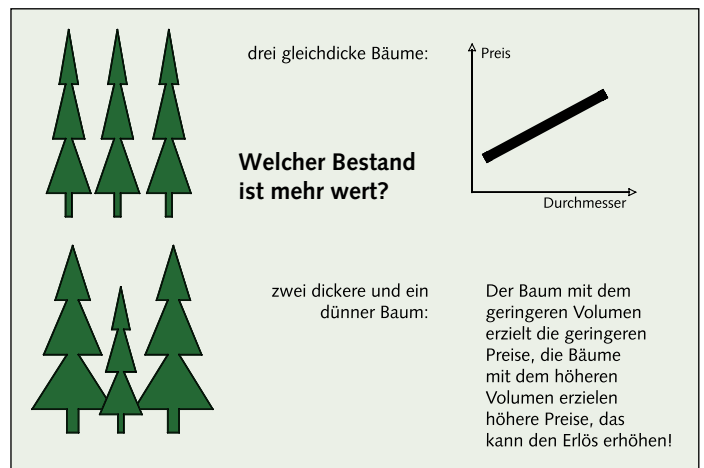 drei gleichdicke Bäume:
Preis
Welcher Bestand
ist mehr wert?
Durchmesser
zwei dickere und ein
dünner Baum:
Der Baum mit dem
geringeren Volumen
erzielt die geringeren
Preise, die Bäume
mit dem höheren
Volumen erzielen
höhere Preise, das
kann den Erlös erhöhen!